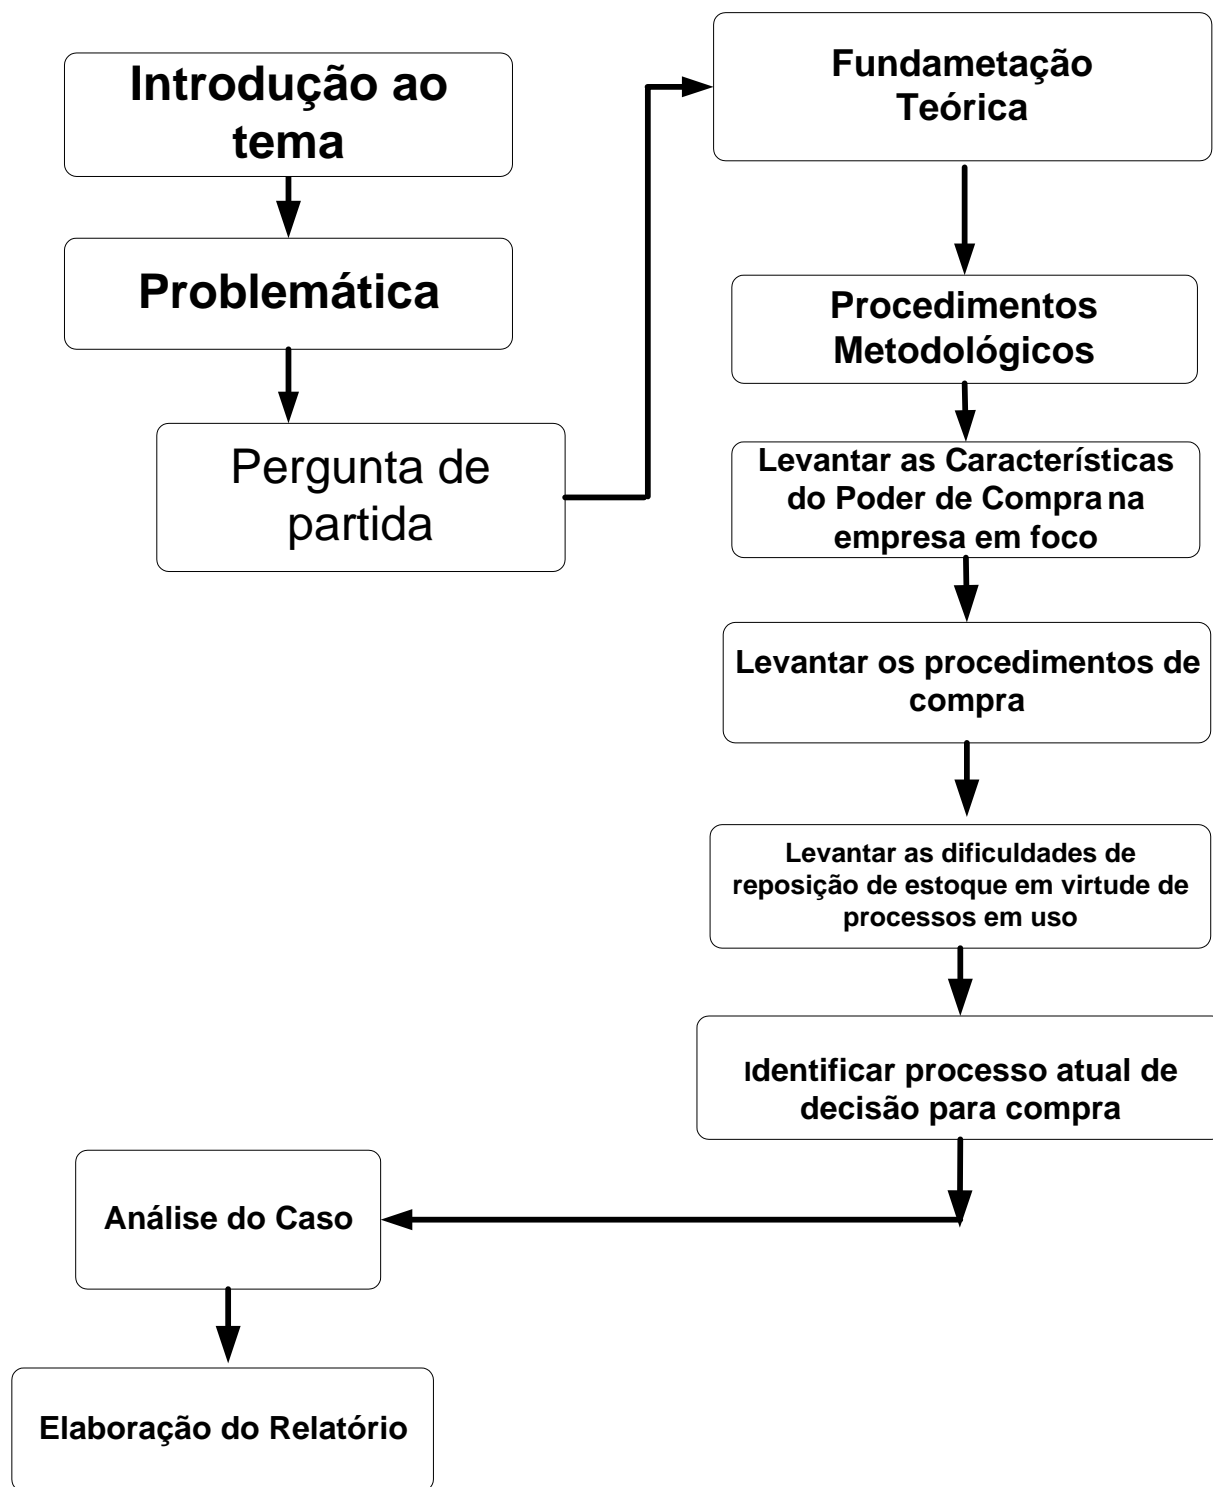 Introdução ao
tema
Problemática
Pergunta de
partida
Fundametação
Teórica
Procedimentos
Metodológicos
Levantar as Características
do Poder de Compra na
empresa em foco
Levantar os procedimentos de
compra
Levantar as dificuldades de
reposição de estoque em virtude de
processos em uso
Identificar processo atual de
decisão para compra
Análise do Caso
Elaboração do Relatório